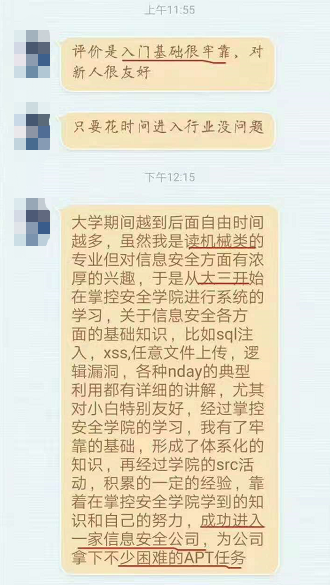 上午11:55
评价是入门基础很牢靠，对
新人很友好
只要花时间进入行业没问题
下午12:15
大学期间越到后面自由时间
越多，虽然我是读机械类的
专业但对信息安全方面有浓
厚的兴趣，于是从大三开始
在掌控安全学院进行系统的
学习，关于信息安全各方
面的基础知识，比如sql注
入，xss,任意文件上传，逻
辑漏洞，各种nday的典型
利用都有详细的讲解，尤其
对小白特别友好，经过掌控
安全学院的学习，我有了牢
靠的基础，形成了体系化的
知识，再经过学院的src活
动，积累的一定的经验，靠
着在掌控安全学院学到的知
识和自己的努力，成功进入
一家信息安全公司，为公司
拿下不少困难的APT任务